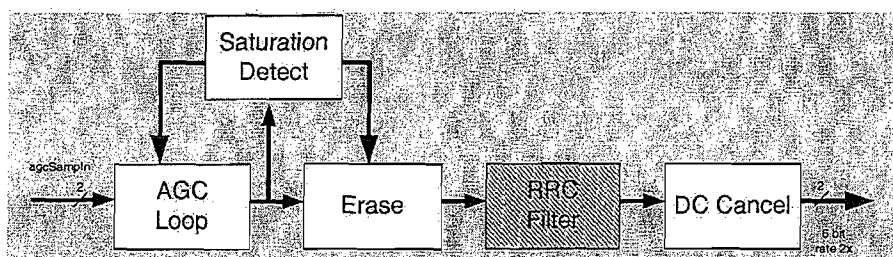 Saturation
Detect
agcSampIn
2
AGC
Loop
Erase
RRC
Filter
DC Cancel
2
6 bit
rate 2x